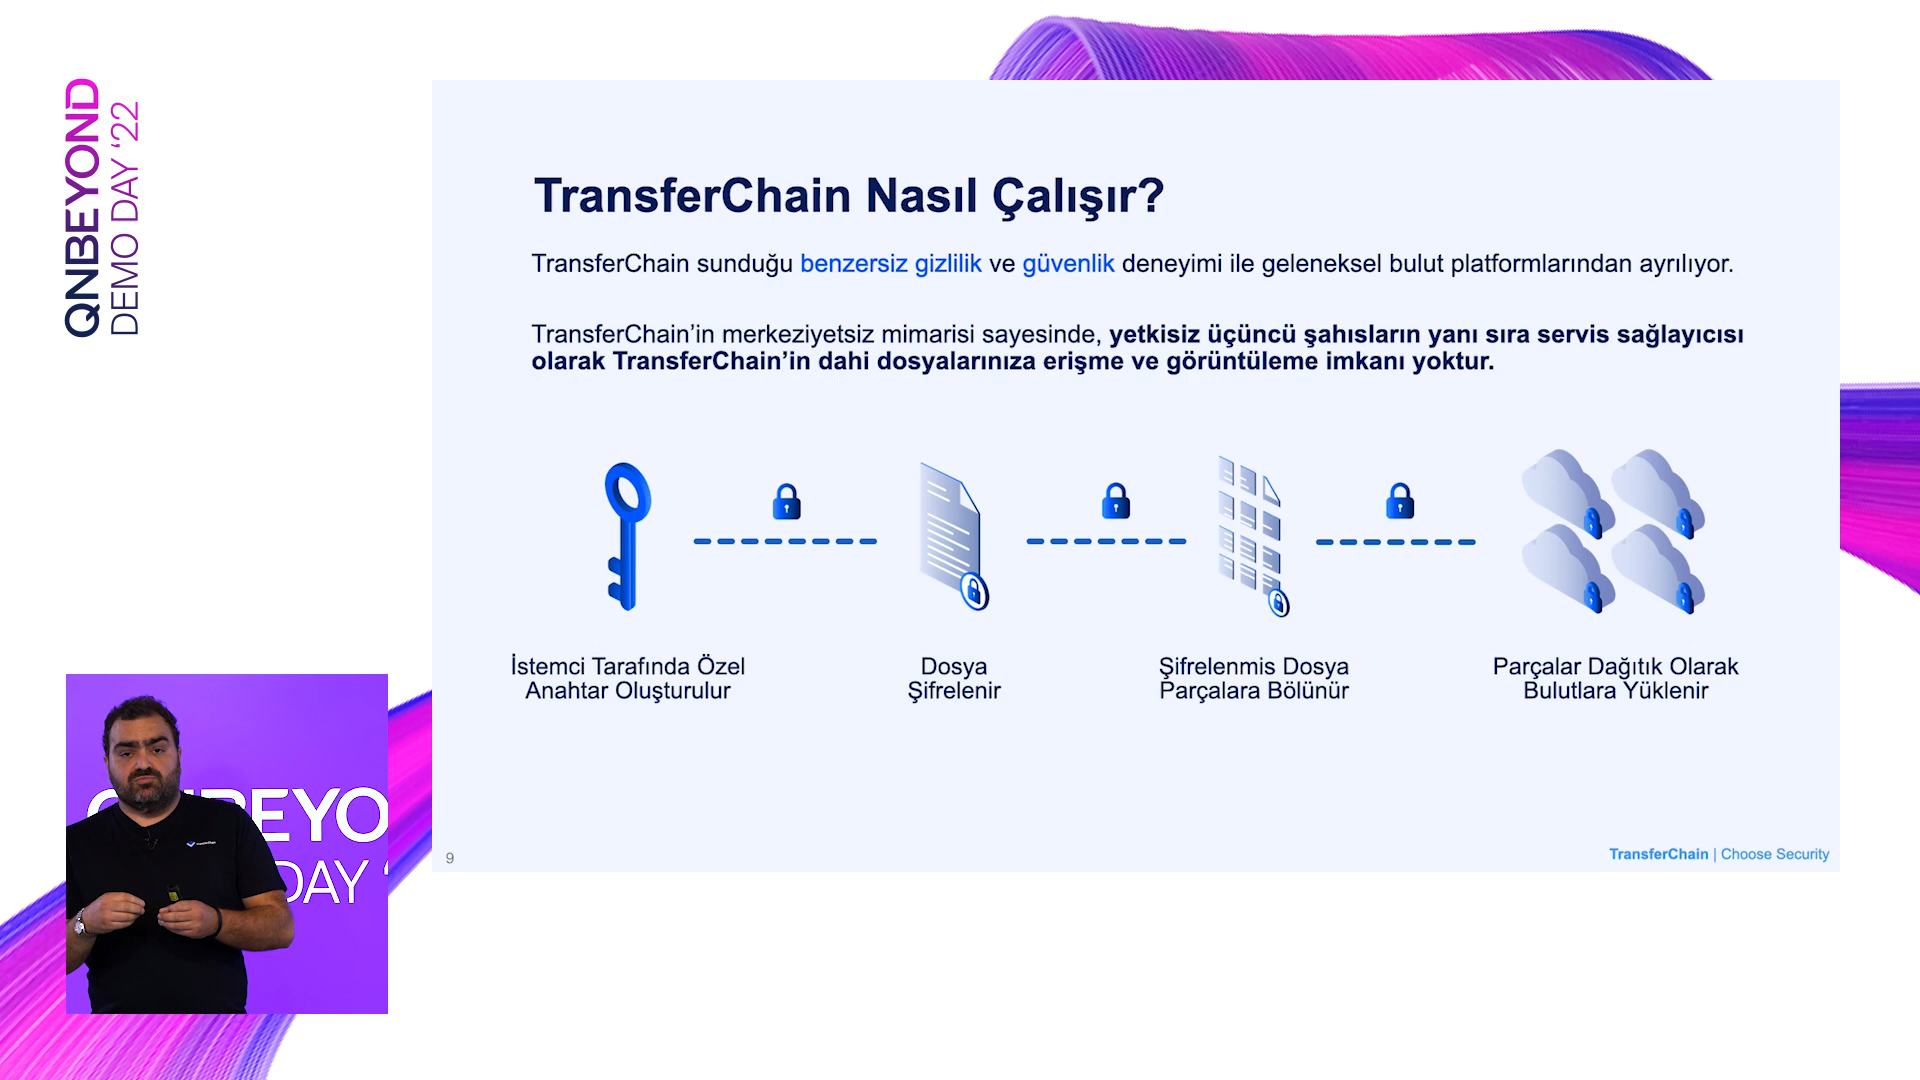 QNBEYOND
DEMO DAY ‘22
TransferChain Nasıl Çalışır?
TransferChain sunduğu benzersiz gizlilik ve güvenlik deneyimi ile geleneksel bulut platformlarından ayrılıyor.
TransferChain’in merkeziyetsiz mimarisi sayesinde, yetkisiz üçüncü şahısların yanı sıra servis sağlayıcısı
olarak TransferChain’in dahi dosyalarınıza erişme ve görüntüleme imkanı yoktur.
İstemci Tarafında Özel
Anahtar Oluşturulur
Dosya
Şifrelenir
Şifrelenmis Dosya
Parçalara Bölünür
Parçalar Dağıtık Olarak
Bulutlara Yüklenir
9
TransferChain | Choose Security
TransferChain
DAY